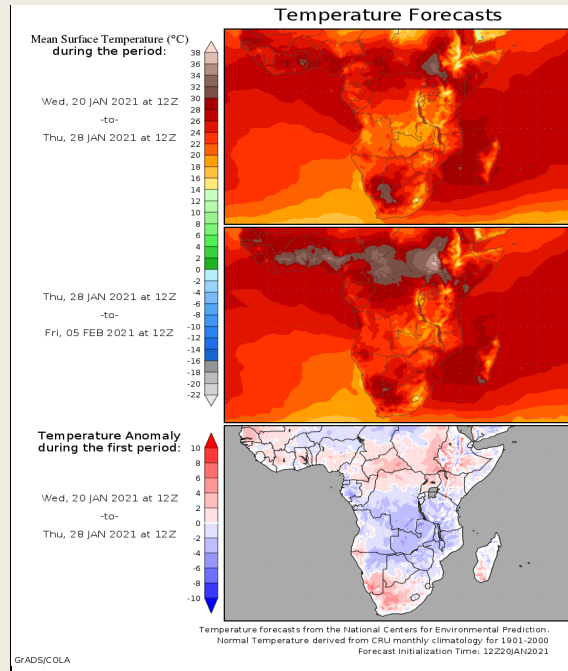 Temperature Forecasts
Mean Surface Temperature (°C)
during the period:
Wed, 20 JAN 2021 at 12Z
-to-
Thu, 28 JAN 2021 at 12Z
38
36
34
32
30
28
26
24
22
20
18
16
14
12
10
8
6
4
2
0
-2
-4
-6
-8
-10
-12
-14
-16
-18
-20
-22
Thu, 28 JAN 2021 at 12Z
-to-
Fri, 05 FEB 2021 at 12Z
Temperature Anomaly
during the first period:
Wed, 20 JAN 2021 at 12Z
-to-
Thu, 28 JAN 2021 at 12Z
10
8
6
4
2
0
-2
-4
-6
-8
-10
Temperature forecasts from the National Centers for Environmental Prediction.
Normal Temperature derived from CRU monthly climatology for 1901-2000
Forecast Initialization Time: 12Z20JAN2021
GrADS/COLA